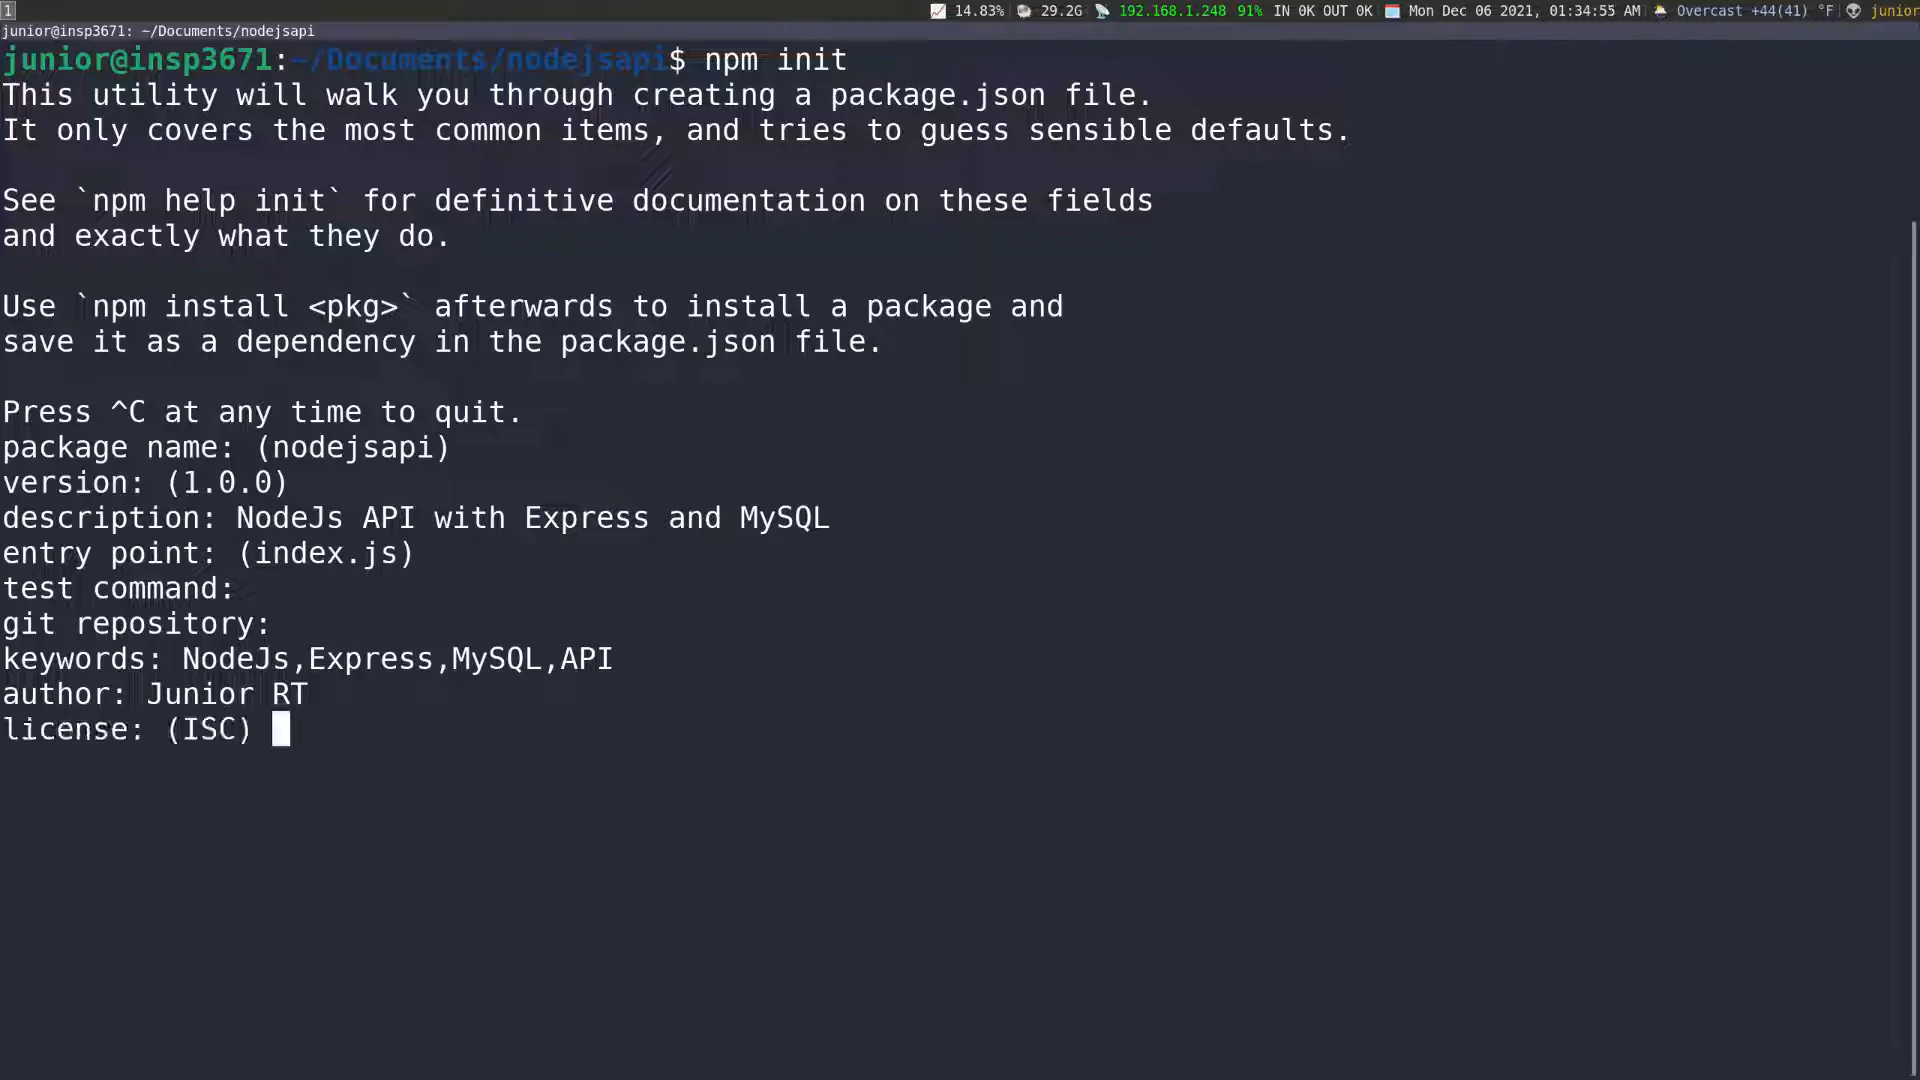 1 14.83% 29.2G 192.168.1.248 91% IN 0K OUT 0K Mon Dec 06 2021, 01:34:55 AM Overcast +44(41) °F junior
junior@insp3671: ~/Documents/nodejsapi
junior@insp3671:~/Documents/nodejsapi$ npm init
This utility will walk you through creating a package.json file.
It only covers the most common items, and tries to guess sensible defaults.
See `npm help init` for definitive documentation on these fields
and exactly what they do.
Use `npm install <pkg>` afterwards to install a package and
save it as a dependency in the package.json file.
Press ^C at any time to quit.
package name: (nodejsapi)
version: (1.0.0)
description: NodeJs API with Express and MySQL
entry point: (index.js)
test command:
git repository:
keywords: NodeJs,Express,MySQL,API
author: Junior RT
license: (ISC)